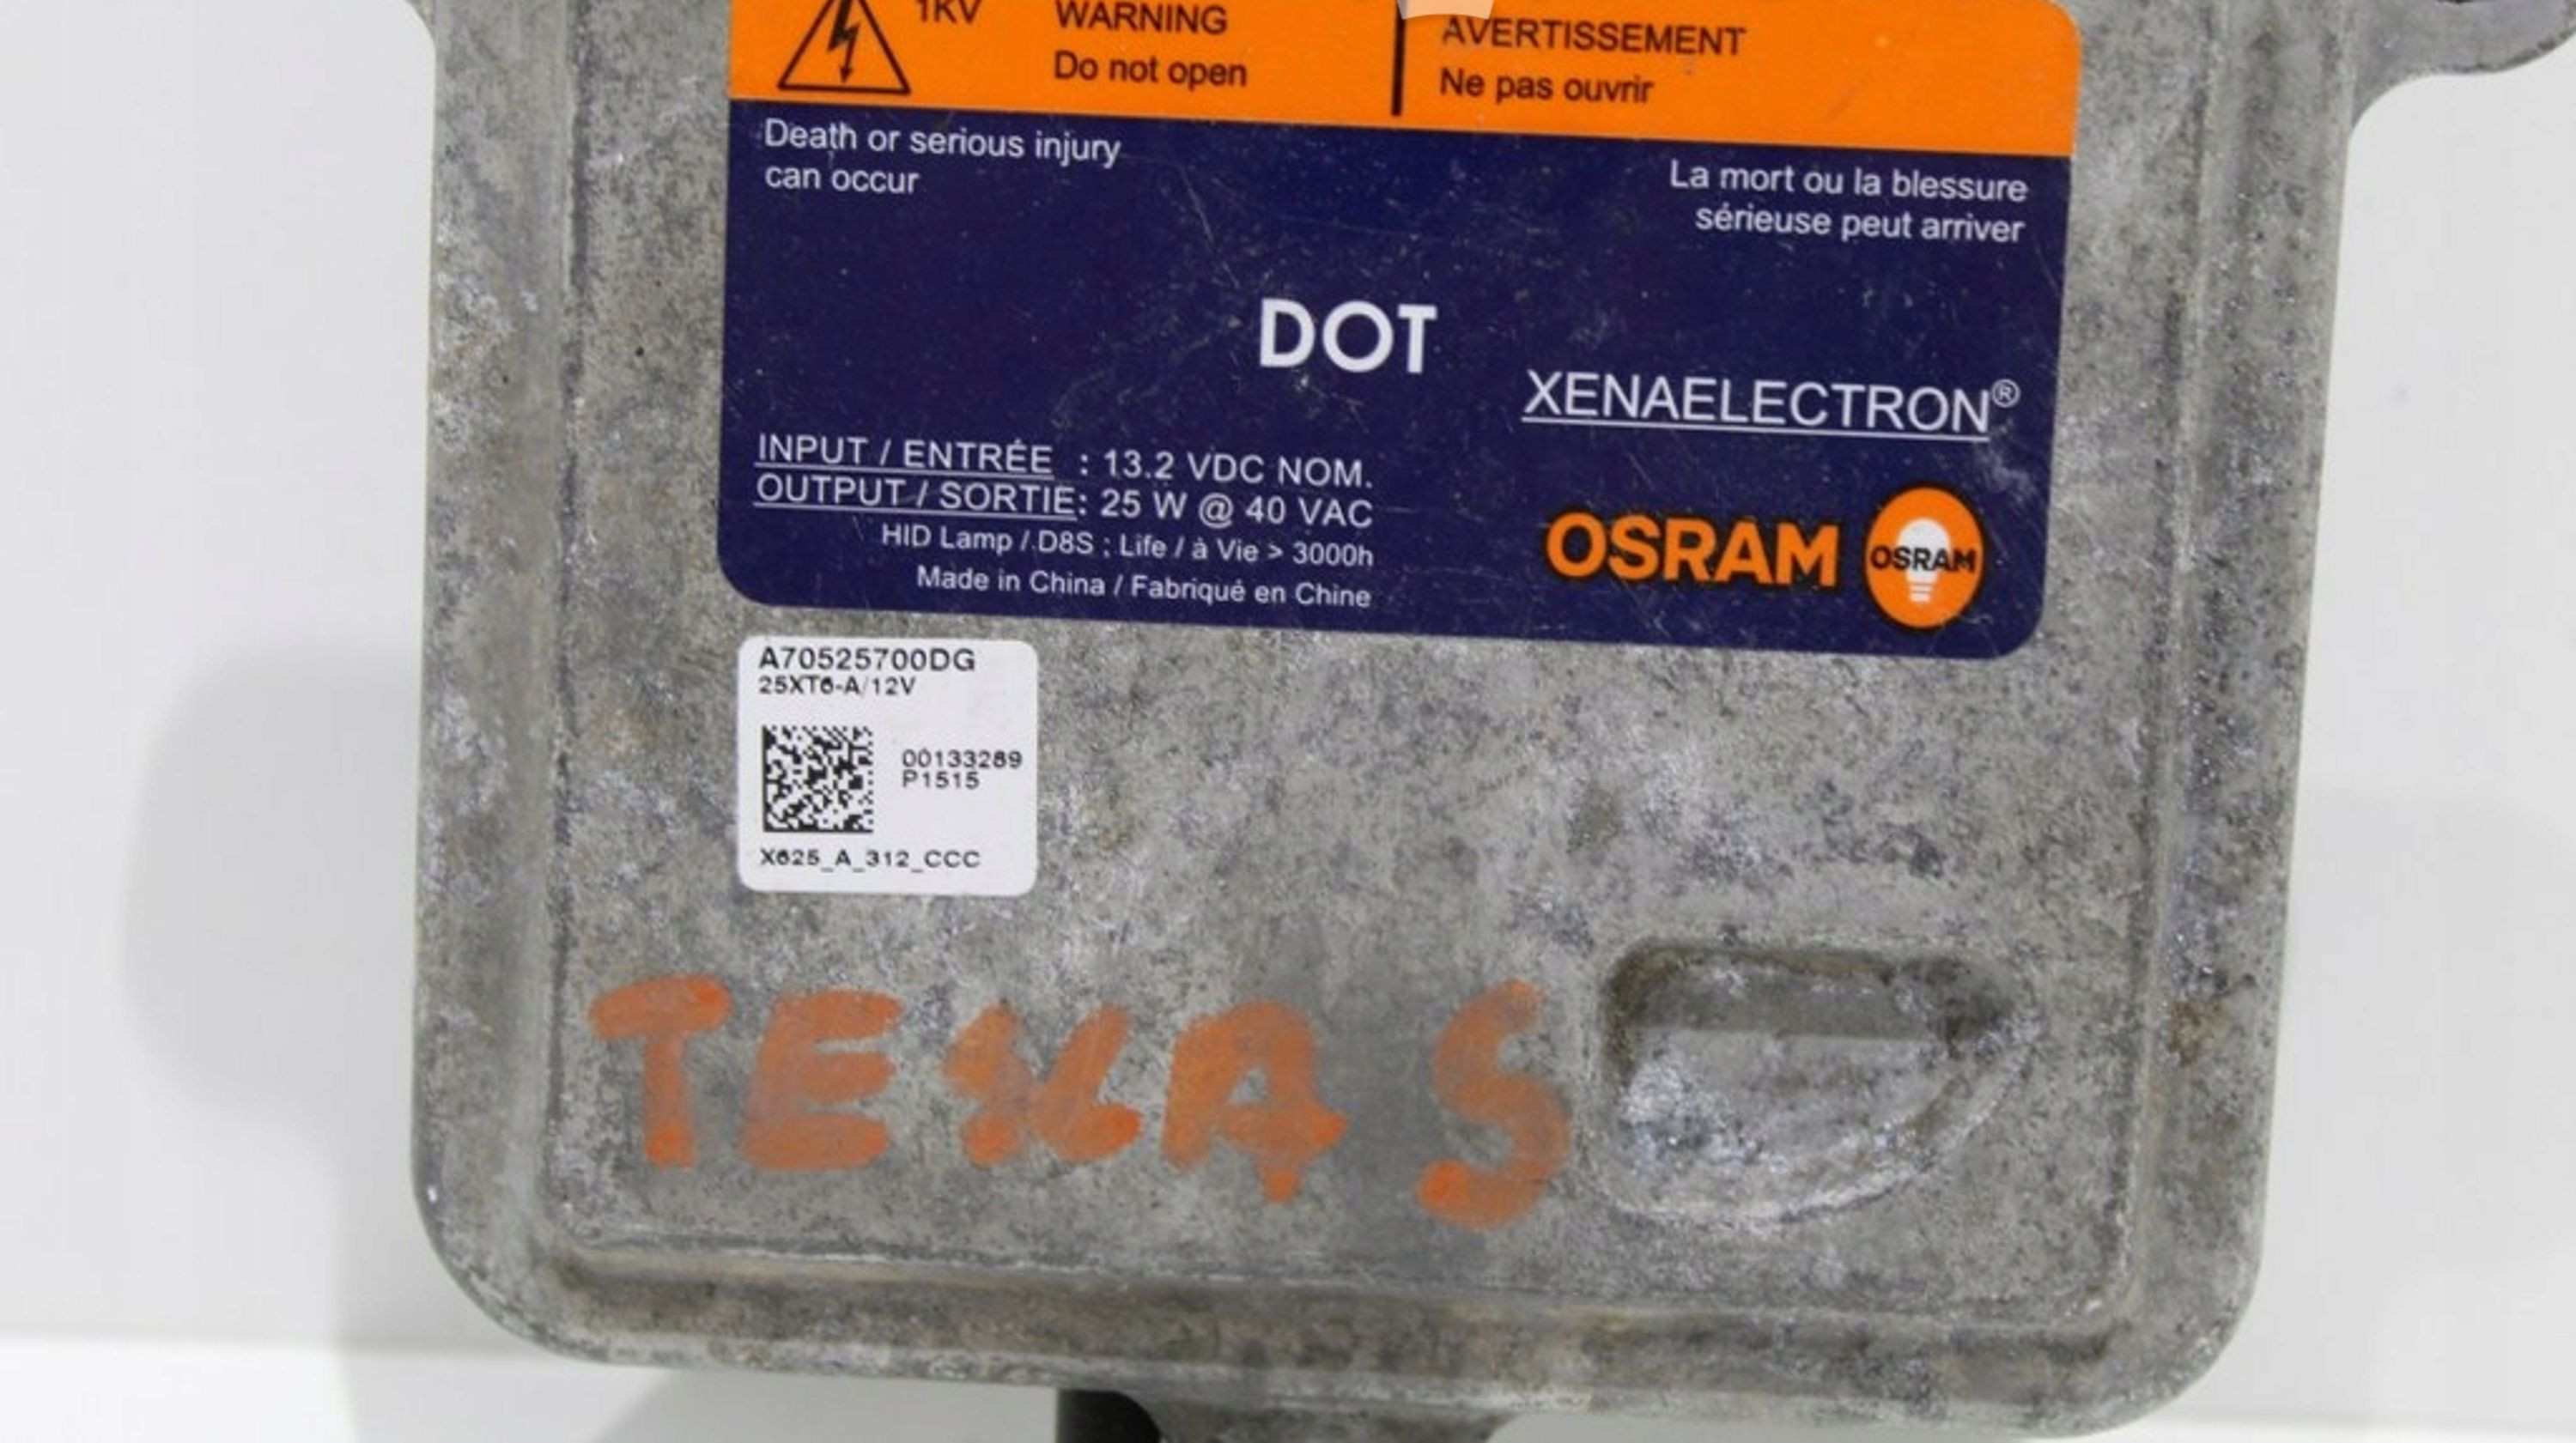 1KV
WARNING
Do not open
AVERTISSEMENT
Ne pas ouvrir
Death or serious injury
can occur
La mort ou la blessure
sérieuse peut arriver
DOT
XENAELECTRON®
INPUT / ENTRÉE : 13.2 VDC NOM.
OUTPUT / SORTIE: 25 W @ 40 VAC
HID Lamp / D8S ; Life / à Vie > 3000h
Made in China / Fabriqué en Chine
OSRAM
OSRAM
A70525700DG
25XT6-A/12V
00133289
P1515
X625_A_312_CCC
TEXAS